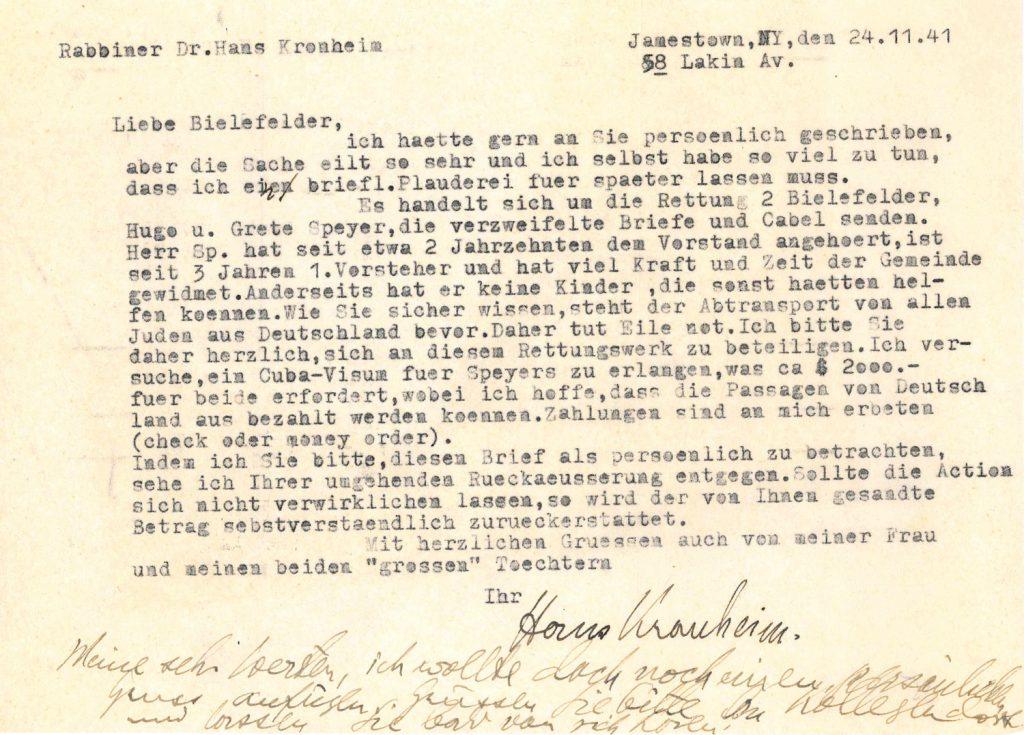 Rabbiner Dr.Hans Kronheim
Jamestown,NY,den 24.11.41
58 Lakin Av.
Liebe Bielefelder,
ich haette gern an Sie persoenlich geschrieben,
aber die Sache eilt so sehr und ich selbst habe so viel zu tun,
dass ich eine briefl.Plauderei fuer spaeter lassen muss.
Es handelt sich um die Rettung 2 Bielefelder,
Hugo u. Grete Speyer,die verzweifelte Briefe und Cabel senden.
Herr Sp. hat seit etwa 2 Jahrzehnten dem Vorstand angehoert,ist
seit 3 Jahren 1.Vorsteher und hat viel Kraft und Zeit der Gemeinde
gewidmet.Anderseits hat er keine Kinder ,die sonst haetten hel-
fen koennen.Wie Sie sicher wissen,steht der Abtransport von allen
Juden aus Deutschland bevor.Daher tut Eile not.Ich bitte Sie
daher herzlich,sich an diesem Rettungswerk zu beteiligen.Ich ver-
suche,ein Cuba-Visum fuer Speyers zu erlangen,was ca $ 2000.-
fuer beide erfordert,wobei ich hoffe,dass die Passagen von Deutsch
land aus bezahlt werden koennen.Zahlungen sind an mich erbeten
(check oder money order).
Indem ich Sie bitte,diesen Brief als persoenlich zu betrachten,
sehe ich Ihrer umgehenden Rueckaeusserung entgegen.Sollte die Action
sich nicht verwirklichen lassen,so wird der von Ihnen gesandte
Betrag sebstverstaendlich zurueckerstattet.
Mit herzlichen Gruessen auch von meiner Frau
und meinen beiden "grossen" Toechtern
Ihr
Hans Kronheim.
Meine sehr Werten, ich wollte doch noch einen persönlichen
Gruss anfügen, grüssen Sie bitte
und lassen Sie bald von sich hören.